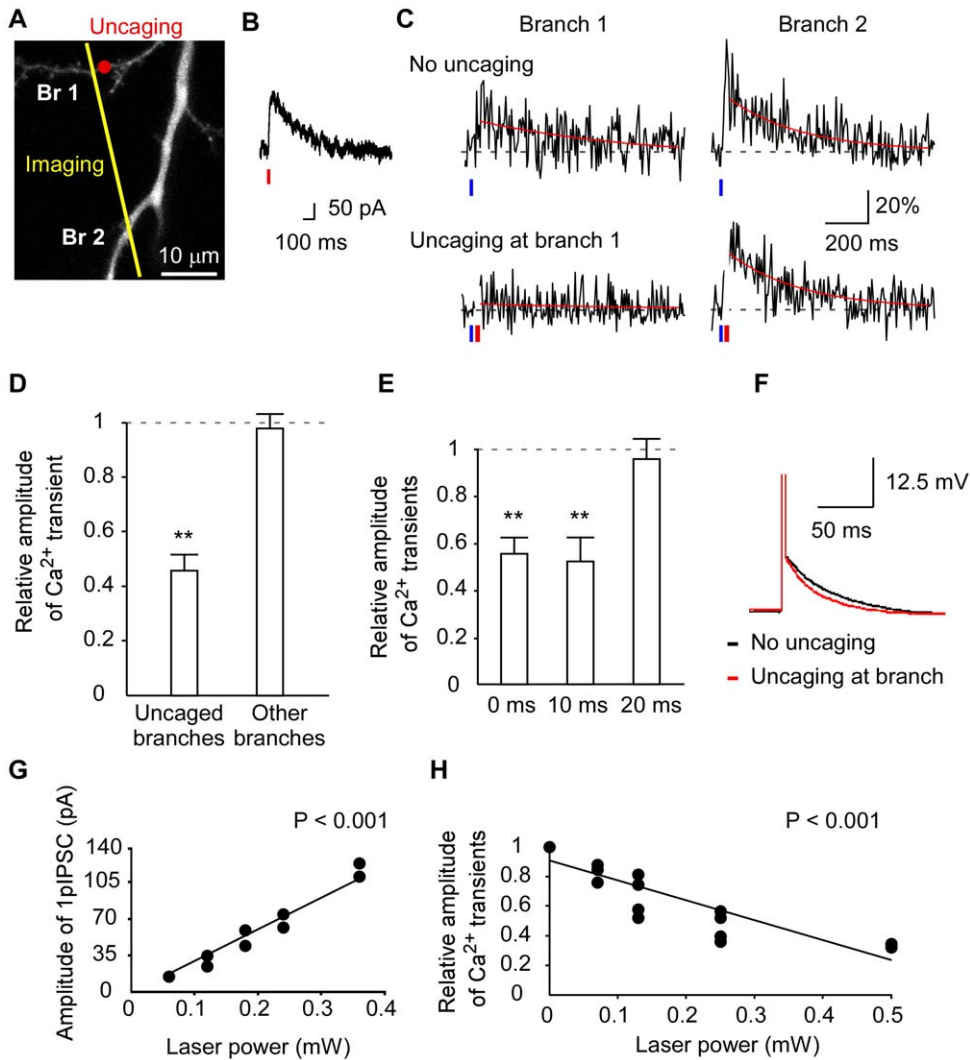 A
Uncaging
Br 1
Imaging
Br 2
10 μm
B
50 pA
100 ms
C
Branch 1
Branch 2
No uncaging
20%
200 ms
Uncaging at branch 1
D
Relative amplitude
of Ca2+ transient
1
0.8
0.6
0.4
0.2
0
Uncaged
branches
Other
branches
**
E
Relative amplitude
of Ca2+ transients
1
0.8
0.6
0.4
0.2
0
0 ms
10 ms
20 ms
**
**
F
12.5 mV
50 ms
No uncaging
Uncaging at branch
G
P < 0.001
Amplitude of 1pIPSC (pA)
140
105
70
35
0
0
0.1
0.2
0.3
0.4
Laser power (mW)
H
P < 0.001
Relative amplitude
of Ca2+ transients
1
0.8
0.6
0.4
0.2
0
0
0.1
0.2
0.3
0.4
0.5
Laser power (mW)